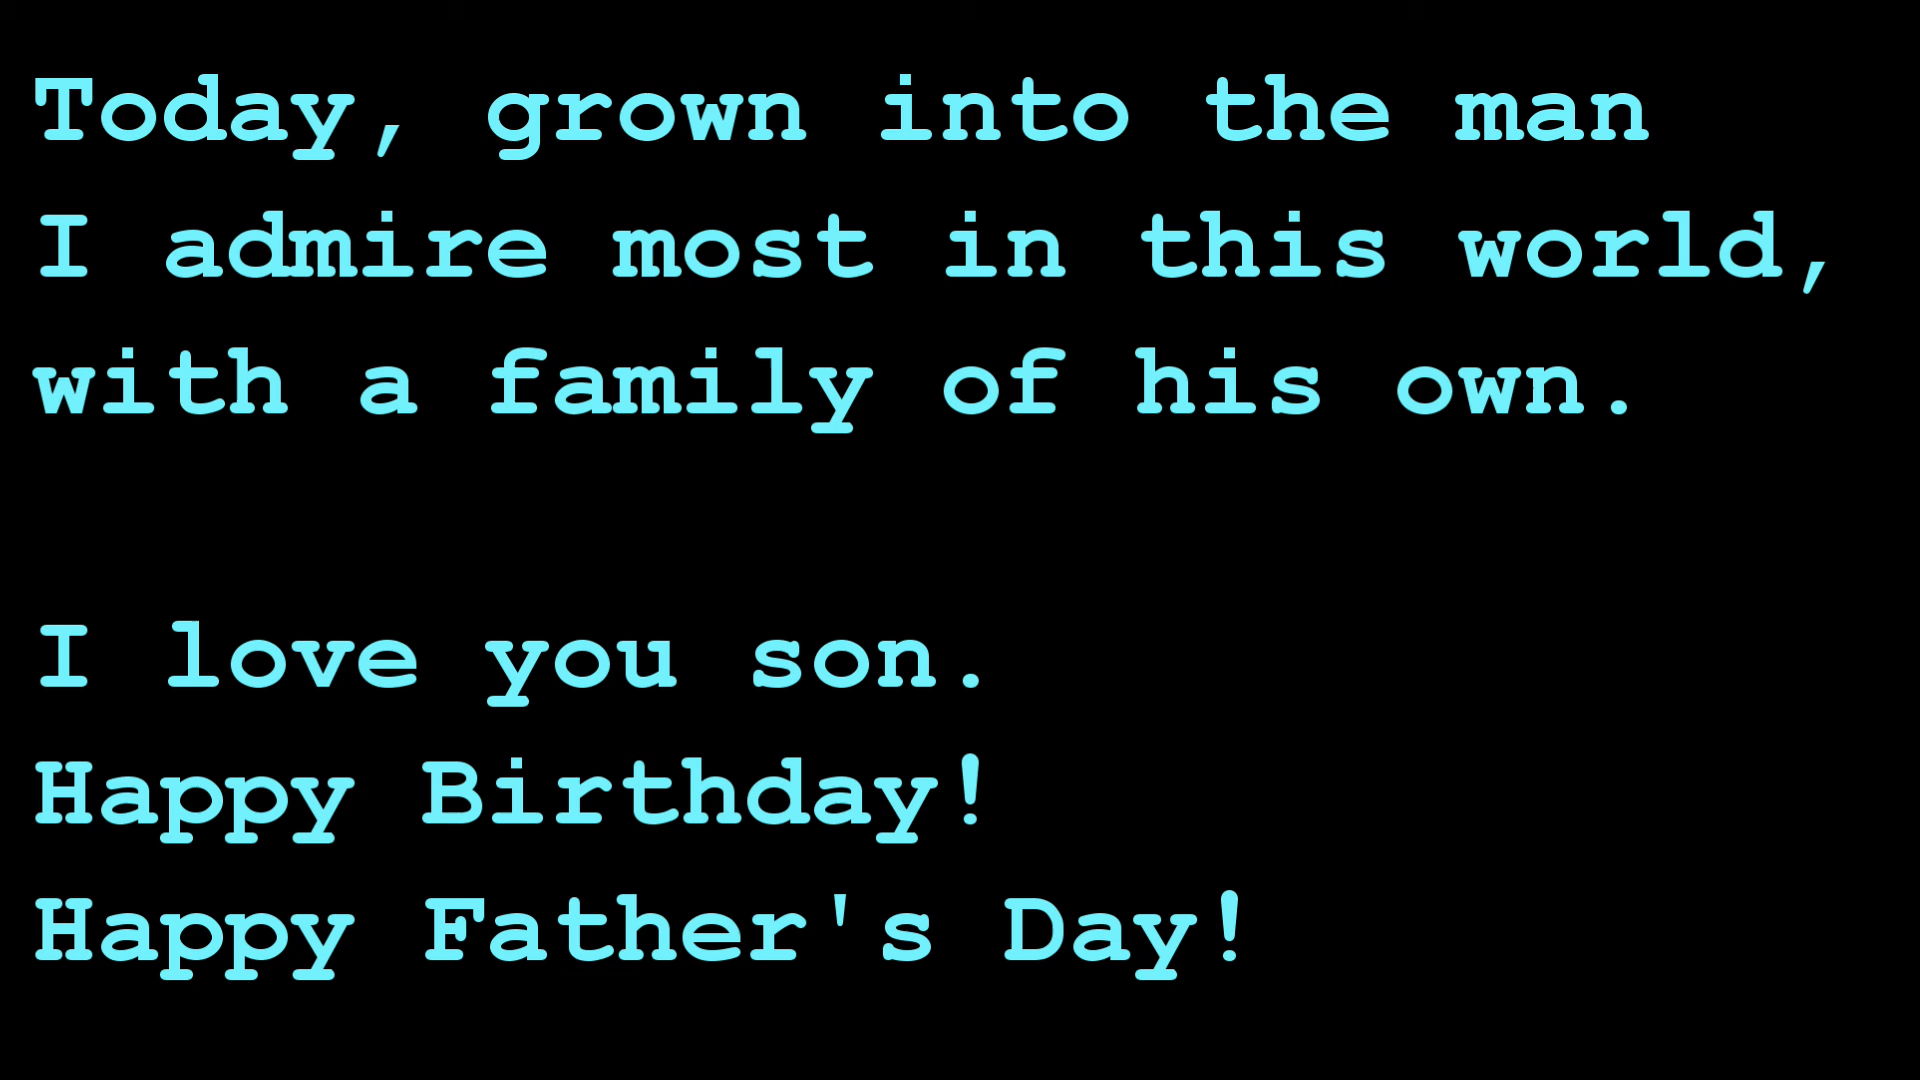 Today, grown into the man
I admire most in this world,
with a family of his own.
I love you son.
Happy Birthday!
Happy Father's Day!